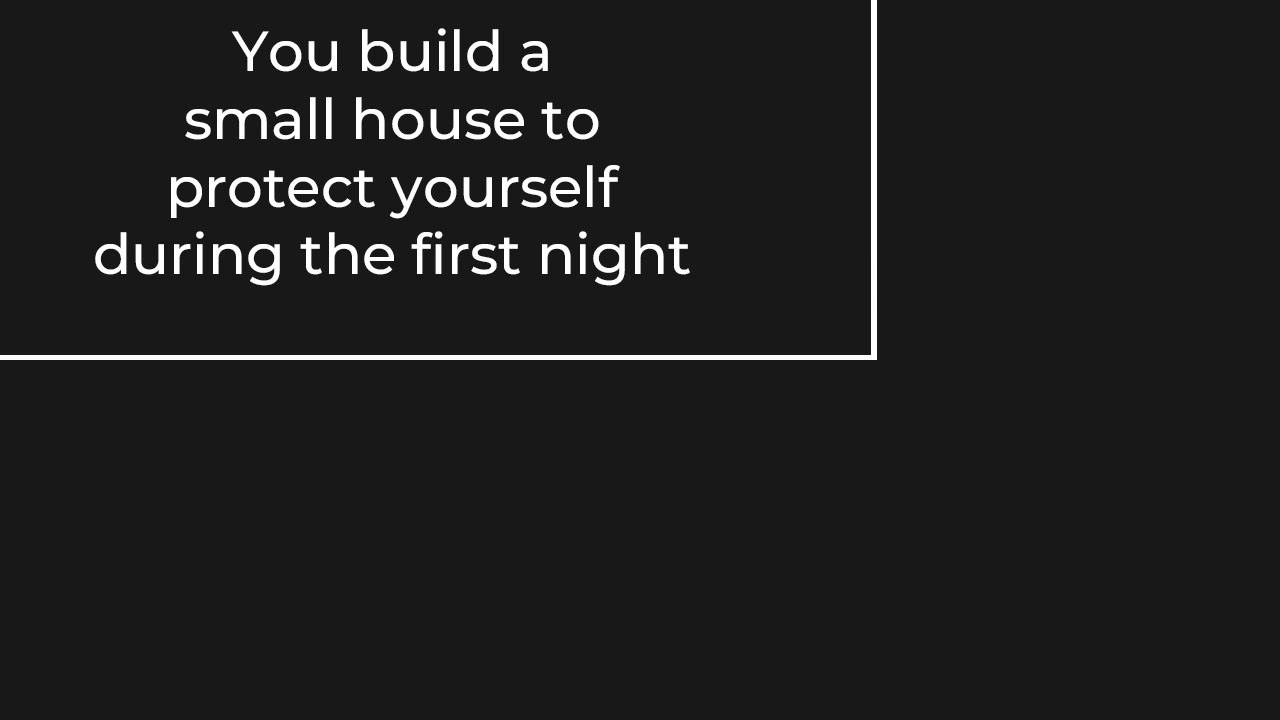 You build a
small house to
protect yourself
during the first night